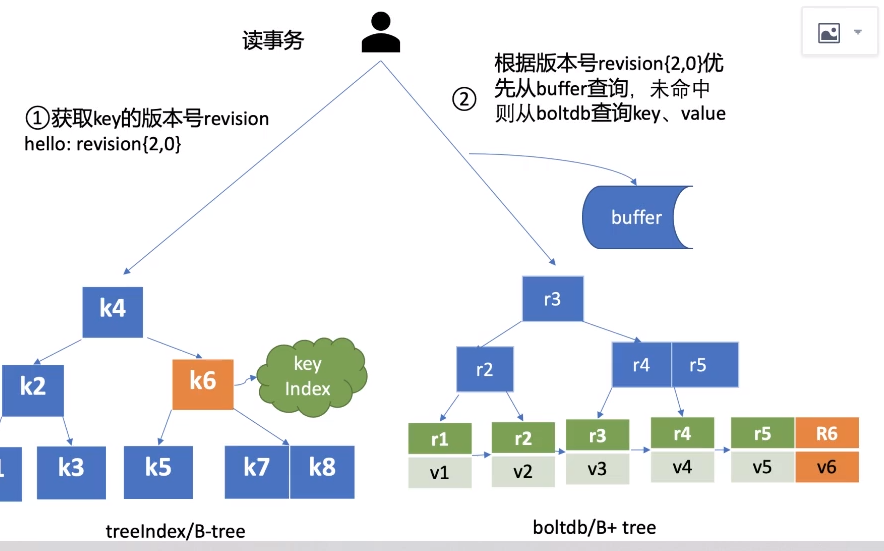 读事务
①获取key的版本号revision
hello: revision{2,0}
②
根据版本号revision{2,0}优
先从buffer查询，未命中
则从boltdb查询key、value
buffer
k4
k2
k6
key
Index
k3
k5
k7
k8
r3
r2
r4
r5
r1
r2
r3
r4
r5
R6
v1
v2
v3
v4
v5
v6
treeIndex/B-tree
boltdb/B+ tree